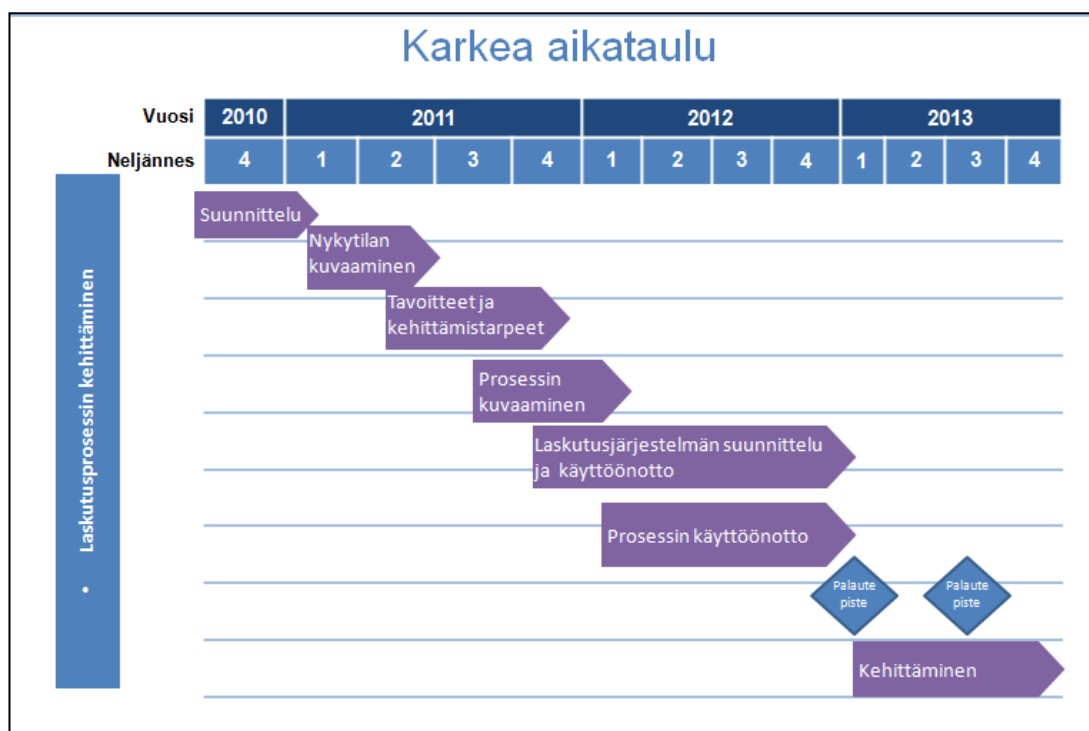 Karkea aikataulu
Vuosi 2010 2011 2012 2013
Neljännes 4 1 2 3 4 1 2 3 4 1 2 3 4
• Laskutusprosessin kehittäminen
Suunnittelu
Nykytilan
kuvaaminen
Tavoitteet ja
kehittämistarpeet
Prosessin
kuvaaminen
Laskutusjärjestelmän suunnittelu
ja käyttöönotto
Prosessin käyttöönotto
Palaute
piste
Palaute
piste
Kehittäminen